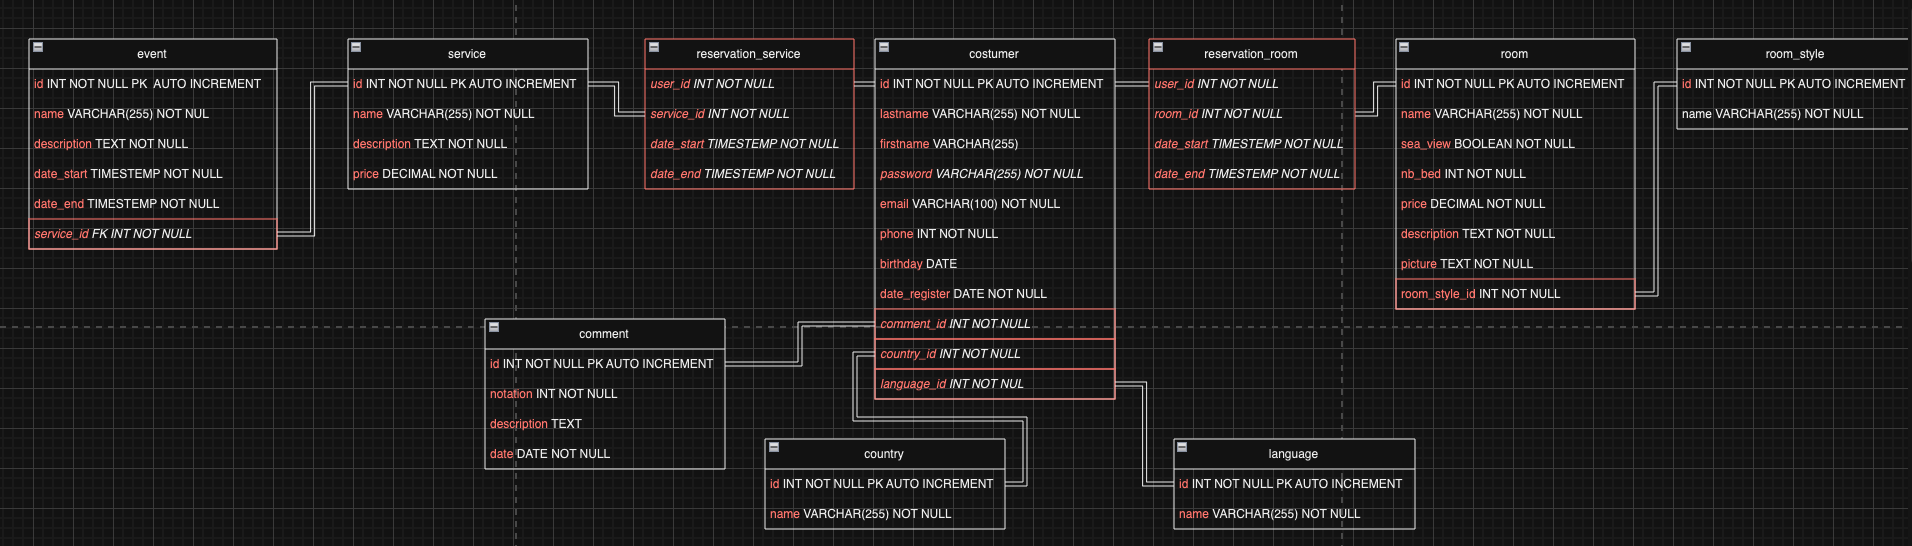 event
id INT NOT NULL PK  AUTO INCREMENT
name VARCHAR(255) NOT NUL
description TEXT NOT NULL
date_start TIMESTEMP NOT NULL
date_end TIMESTEMP NOT NULL
service_id FK INT NOT NULL
service
id INT NOT NULL PK AUTO INCREMENT
name VARCHAR(255) NOT NULL
description TEXT NOT NULL
price DECIMAL NOT NULL
reservation_service
user_id INT NOT NULL
service_id INT NOT NULL
date_start TIMESTEMP NOT NULL
date_end TIMESTEMP NOT NULL
costumer
id INT NOT NULL PK AUTO INCREMENT
lastname VARCHAR(255) NOT NULL
firstname VARCHAR(255)
password VARCHAR(255) NOT NULL
email VARCHAR(100) NOT NULL
phone INT NOT NULL
birthday DATE
date_register DATE NOT NULL
comment_id INT NOT NULL
country_id INT NOT NULL
language_id INT NOT NUL
reservation_room
user_id INT NOT NULL
room_id INT NOT NULL
date_start TIMESTEMP NOT NULL
date_end TIMESTEMP NOT NULL
room
id INT NOT NULL PK AUTO INCREMENT
name VARCHAR(255) NOT NULL
sea_view BOOLEAN NOT NULL
nb_bed INT NOT NULL
price DECIMAL NOT NULL
description TEXT NOT NULL
picture TEXT NOT NULL
room_style_id INT NOT NULL
room_style
id INT NOT NULL PK AUTO INCREMENT
name VARCHAR(255) NOT NULL
comment
id INT NOT NULL PK AUTO INCREMENT
notation INT NOT NULL
description TEXT
date DATE NOT NULL
country
id INT NOT NULL PK AUTO INCREMENT
name VARCHAR(255) NOT NULL
language
id INT NOT NULL PK AUTO INCREMENT
name VARCHAR(255) NOT NULL